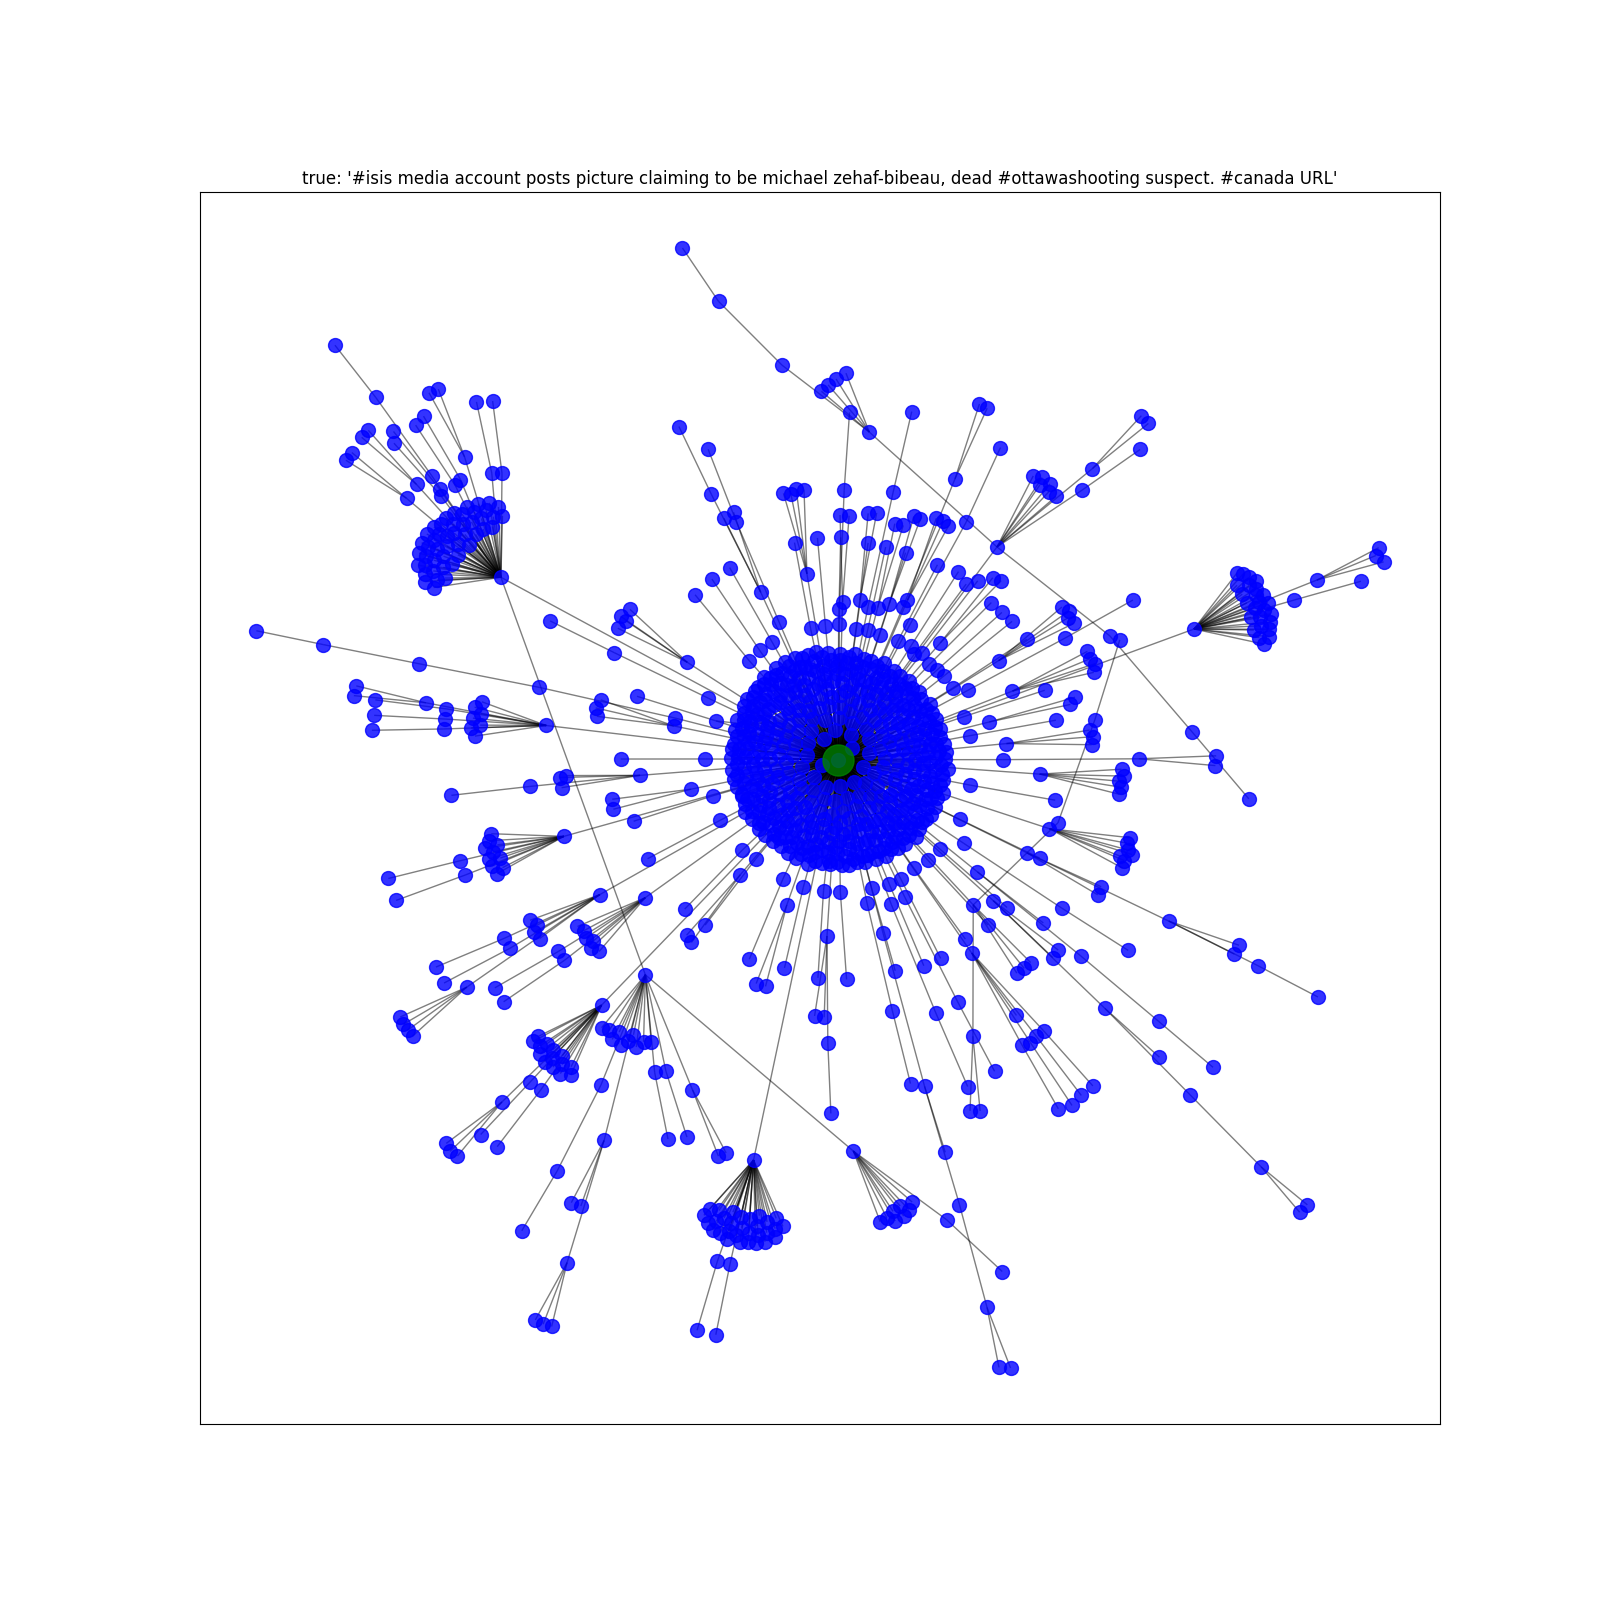 true: '#isis media account posts picture claiming to be michael zehaf-bibeau, dead #ottawashooting suspect. #canada URL'